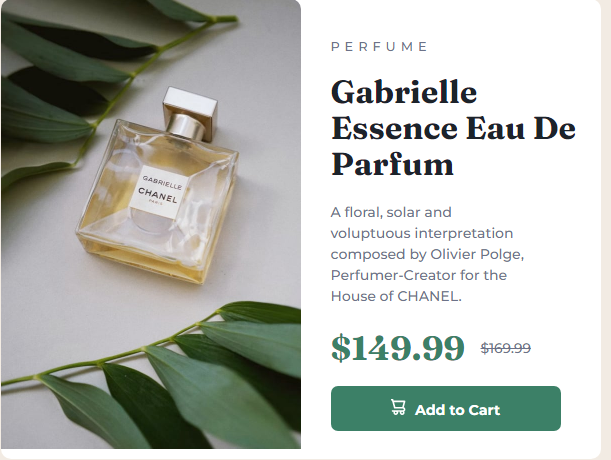 GABRIELLE
CHANEL
PARIS
PERFUME
Gabrielle
Essence Eau De
Parfum
A floral, solar and
voluptuous interpretation
composed by Olivier Polge,
Perfumer-Creator for the
House of CHANEL.
$149.99 $169.99
Add to Cart